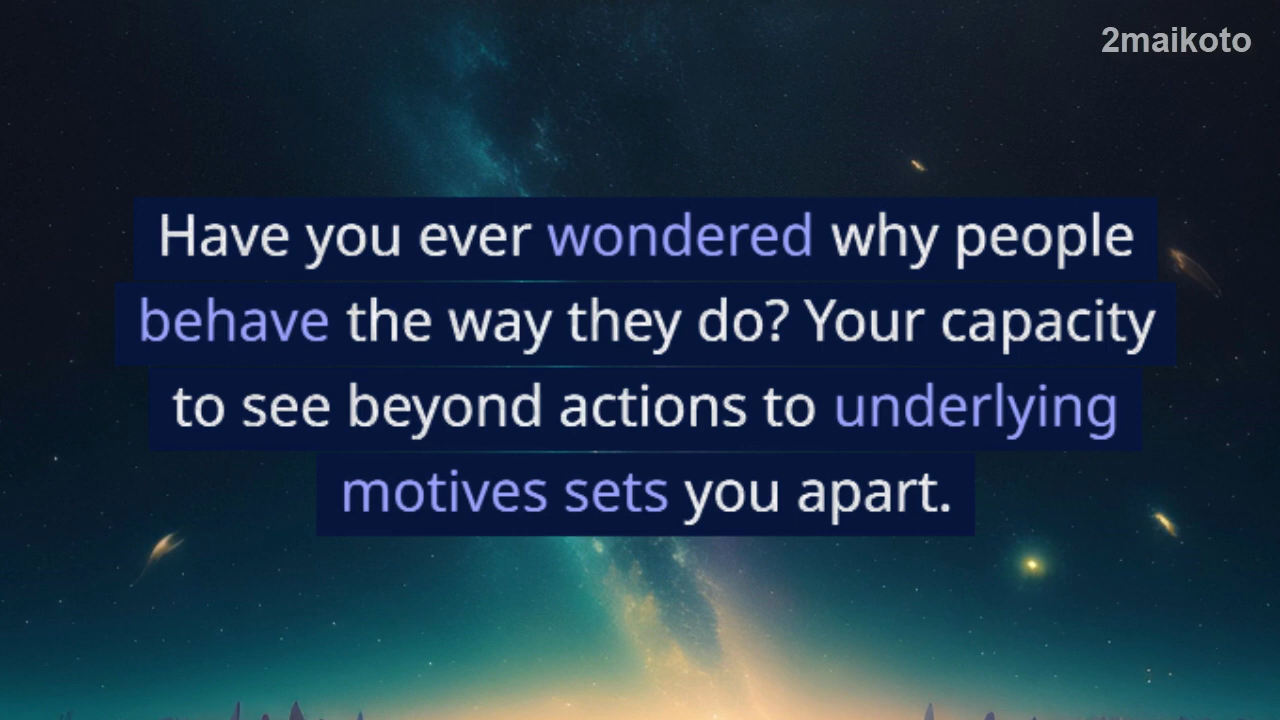 2maikoto
Have you ever wondered why people
behave the way they do? Your capacity
to see beyond actions to underlying
motives sets you apart.